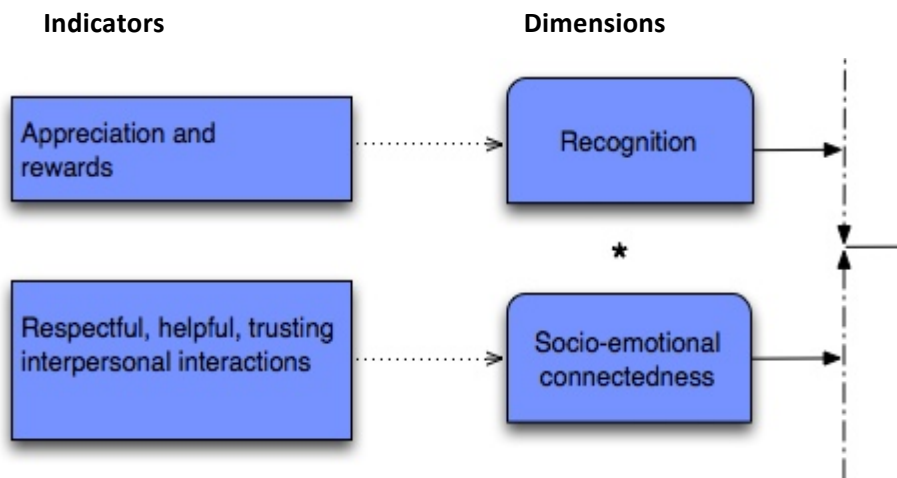 Indicators
Dimensions
Appreciation and
rewards
Recognition
*
Respectful, helpful, trusting
interpersonal interactions
Socio-emotional
connectedness